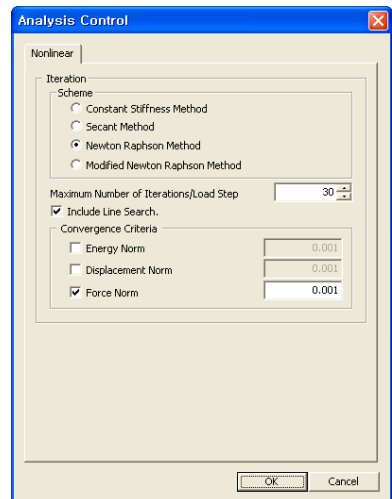 Analysis Control
Nonlinear
Iteration
Scheme
Constant Stiffness Method
Secant Method
Newton Raphson Method
Modified Newton Raphson Method
Maximum Number of Iterations/Load Step 30
Include Line Search.
Convergence Criteria
Energy Norm 0.001
Displacement Norm 0.001
Force Norm 0.001
OK Cancel